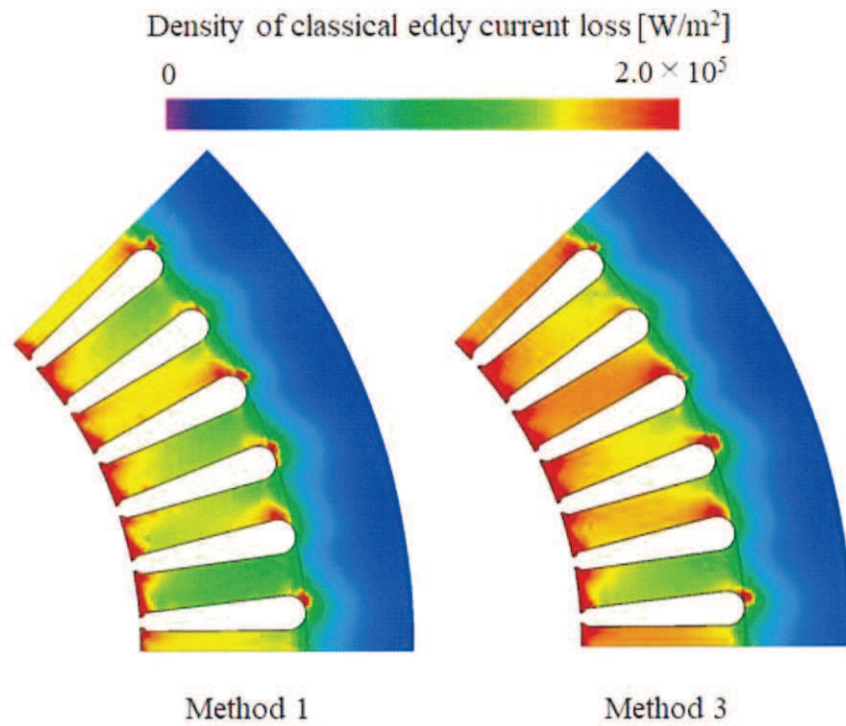 Density of classical eddy current loss [W/m²]
0 2.0 × 10⁵
Method 1 Method 3